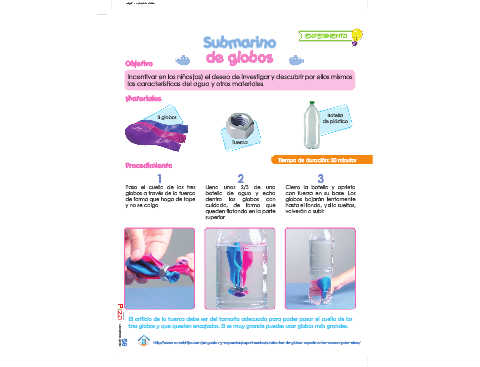 EXPERIMENTO
Submarino
de globos
Objetivo
Incentivar en los niños(as) el deseo de investigar y descubrir por ellos mismos
las características del agua y otros materiales.
Materiales
3 globos
Tuerca
Botella
de plástico
Tiempo de duración: 30 minutos
Procedimiento
1
Pasa el cuello de los tres
globos a través de la tuerca
de forma que haga de tope
y no se caiga
2
Llena unos 2/3 de una
botella de agua y echa
dentro los globos con
cuidado, de forma que
queden flotando en la parte
superior
3
Cierra la botella y aprieta
con fuerza en su base. Los
globos bajarán lentamente
hasta el fondo, y si la sueltas,
volverán a subir
El orificio de la tuerca debe ser del tamaño adecuado para poder pasar el cuello de los
tres globos y que queden encajados. Si es muy grande puedes usar globos más grandes.